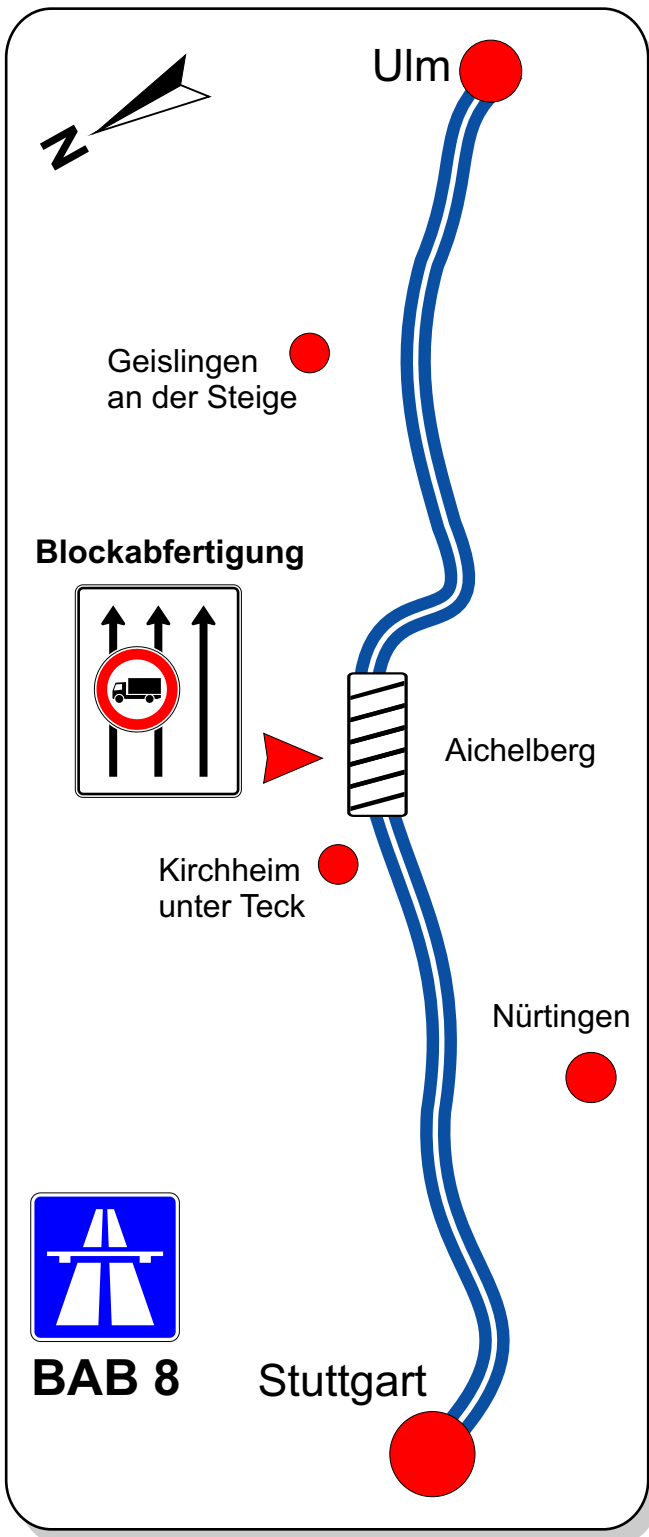 Ulm
N
Geislingen
an der Steige
Blockabfertigung
Aichelberg
Kirchheim
unter Teck
Nürtingen
BAB 8
Stuttgart